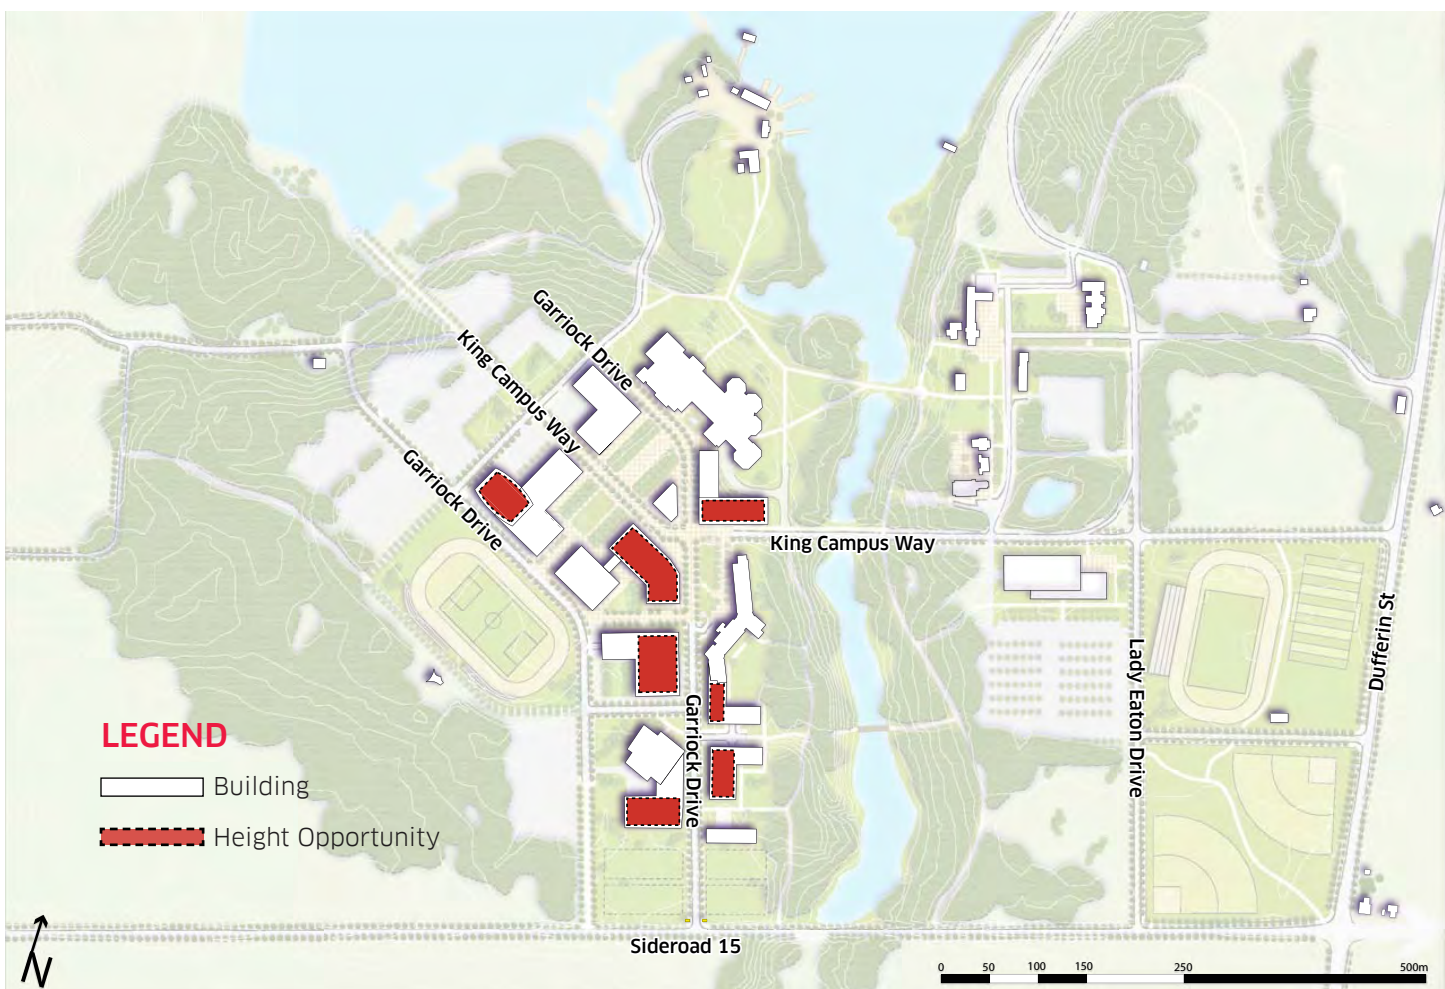 Garriock Drive
King Campus Way
Garriock Drive
King Campus Way
Dufferin St
Lady Eaton Drive
Garriock Drive
LEGEND
Building
Height Opportunity
Sideroad 15
N
0 50 100 150 250 500m